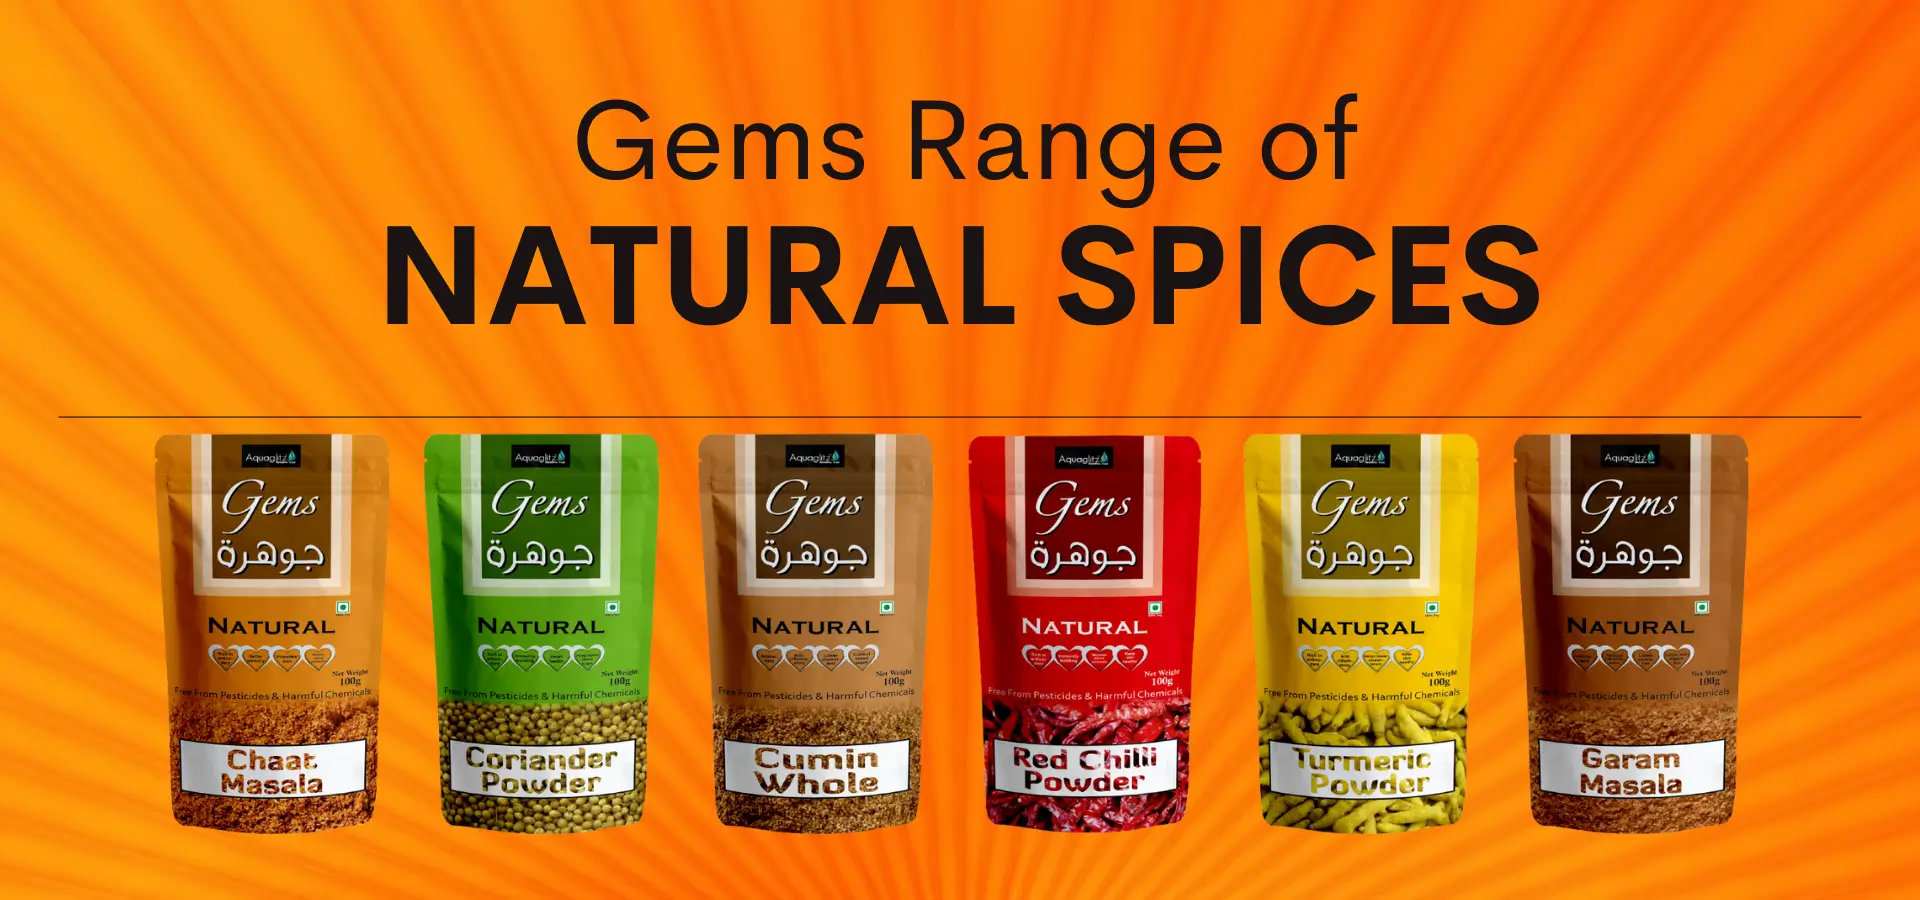 Gems Range of
NATURAL SPICES
Aquaglitz
Gems
جوهرة
NATURAL
Net Weight
100g
Free From Pesticides & Harmful Chemicals
Chaat
Masala
Aquaglitz
Gems
جوهرة
NATURAL
Net Weight
100g
Free From Pesticides & Harmful Chemicals
Coriander
Powder
Aquaglitz
Gems
جوهرة
NATURAL
Net Weight
100g
Free From Pesticides & Harmful Chemicals
Cumin
Whole
Aquaglitz
Gems
جوهرة
NATURAL
Net Weight
100g
Free From Pesticides & Harmful Chemicals
Red Chilli
Powder
Aquaglitz
Gems
جوهرة
NATURAL
Net Weight
100g
Free From Pesticides & Harmful Chemicals
Turmeric
Powder
Aquaglitz
Gems
جوهرة
NATURAL
Net Weight
100g
Free From Pesticides & Harmful Chemicals
Garam
Masala